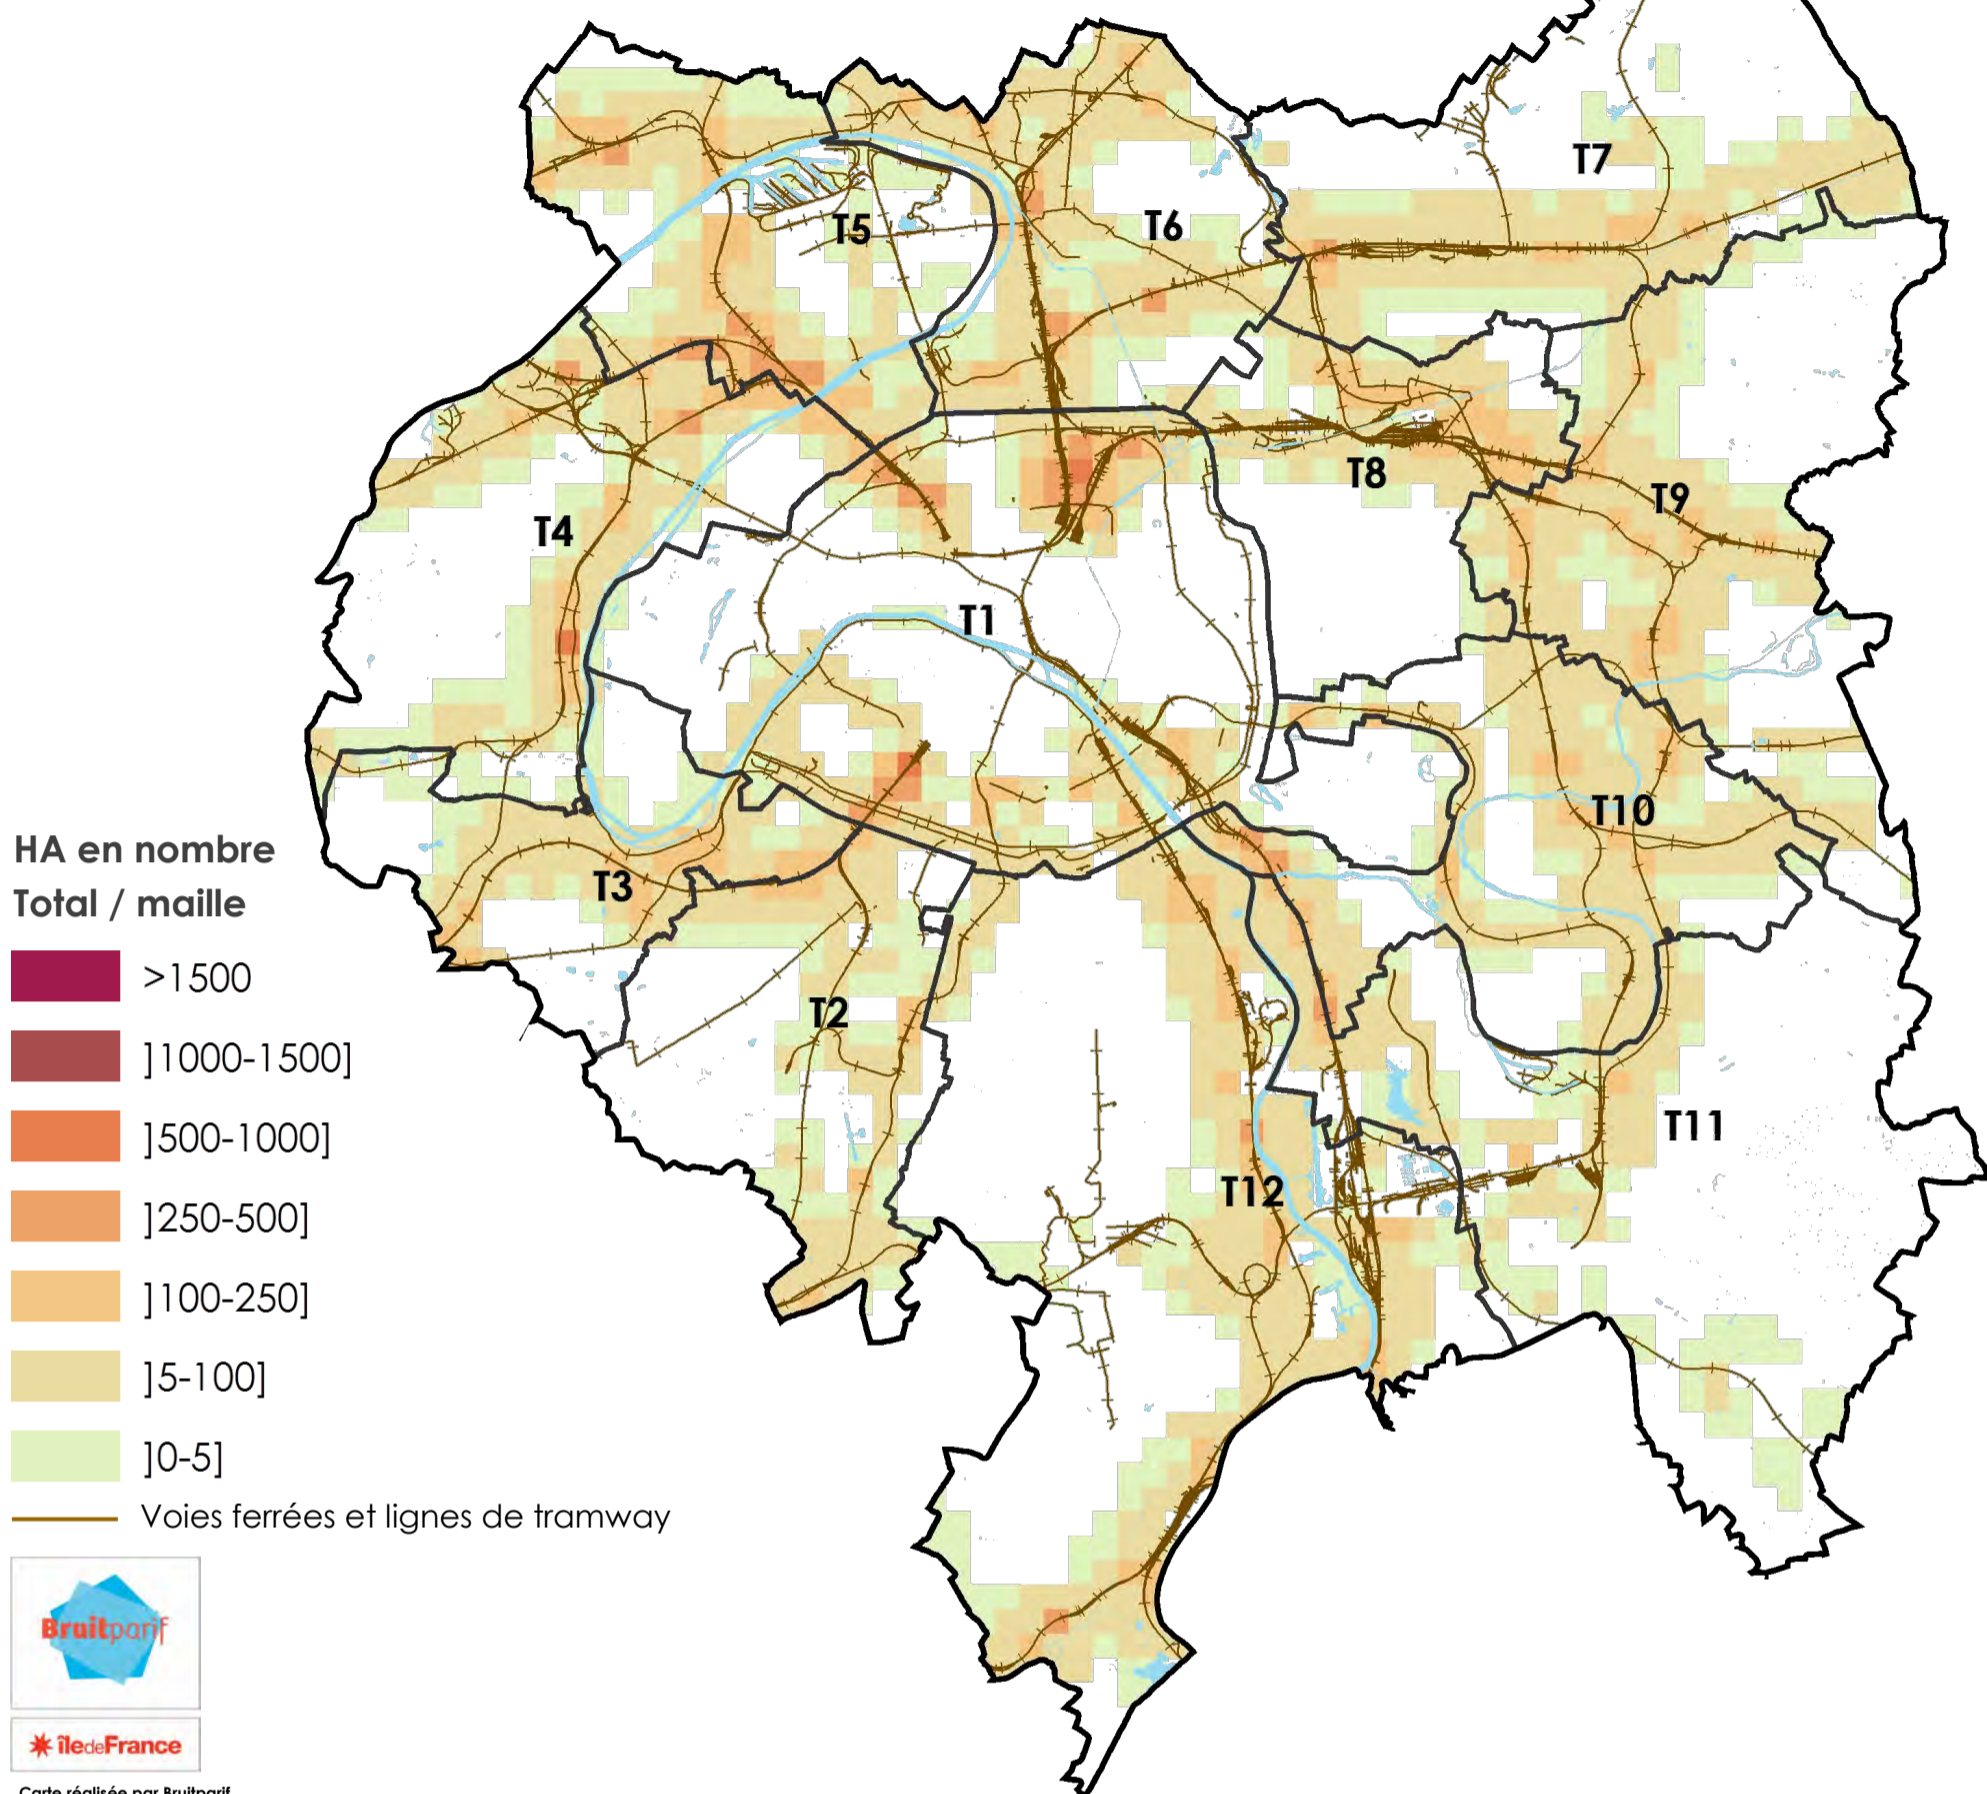 T7
T5
T6
T8
T9
T4
T1
T10
T3
T2
T11
T12
HA en nombre
Total / maille
>1500
]1000-1500]
]500-1000]
]250-500]
]100-250]
]5-100]
]0-5]
Voies ferrées et lignes de tramway
Bruitparif
îledeFrance
Carte réalisée par Bruitparif